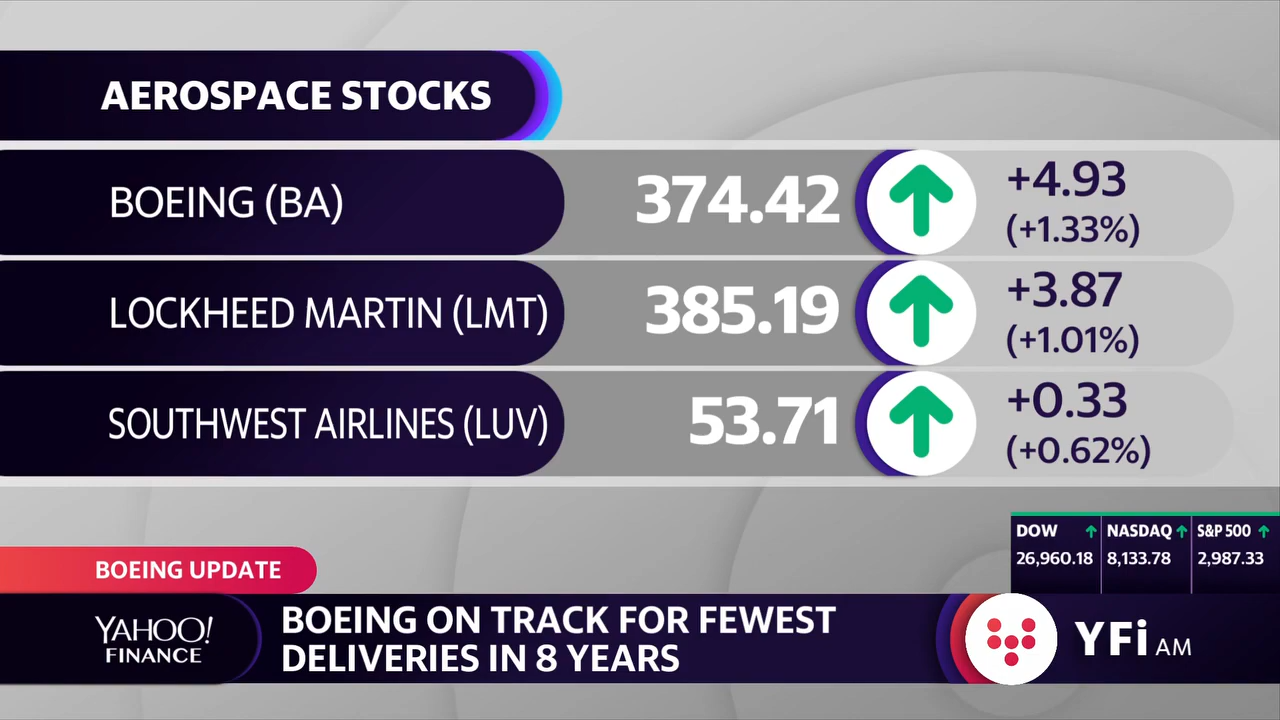 AEROSPACE STOCKS
BOEING (BA) 374.42 +4.93
(+1.33%)
LOCKHEED MARTIN (LMT) 385.19 +3.87
(+1.01%)
SOUTHWEST AIRLINES (LUV) 53.71 +0.33
(+0.62%)
DOW NASDAQ S&P 500
26,960.18 8,133.78 2,987.33
BOEING UPDATE
YAHOO!
FINANCE
BOEING ON TRACK FOR FEWEST
DELIVERIES IN 8 YEARS
YFi AM